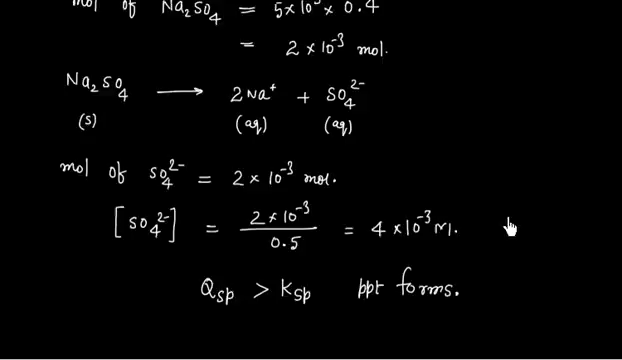 mol of Na₂SO₄ = 5×10⁻³ × 0.4
= 2 × 10⁻³ mol.
Na₂SO₄ ⟶ 2Na⁺ + SO₄²⁻
(s) (aq) (aq)
mol of SO₄²⁻ = 2 × 10⁻³ mol.
[SO₄²⁻] = 2 × 10⁻³ / 0.5 = 4 × 10⁻³ M.
Qsp > Ksp ppt forms.